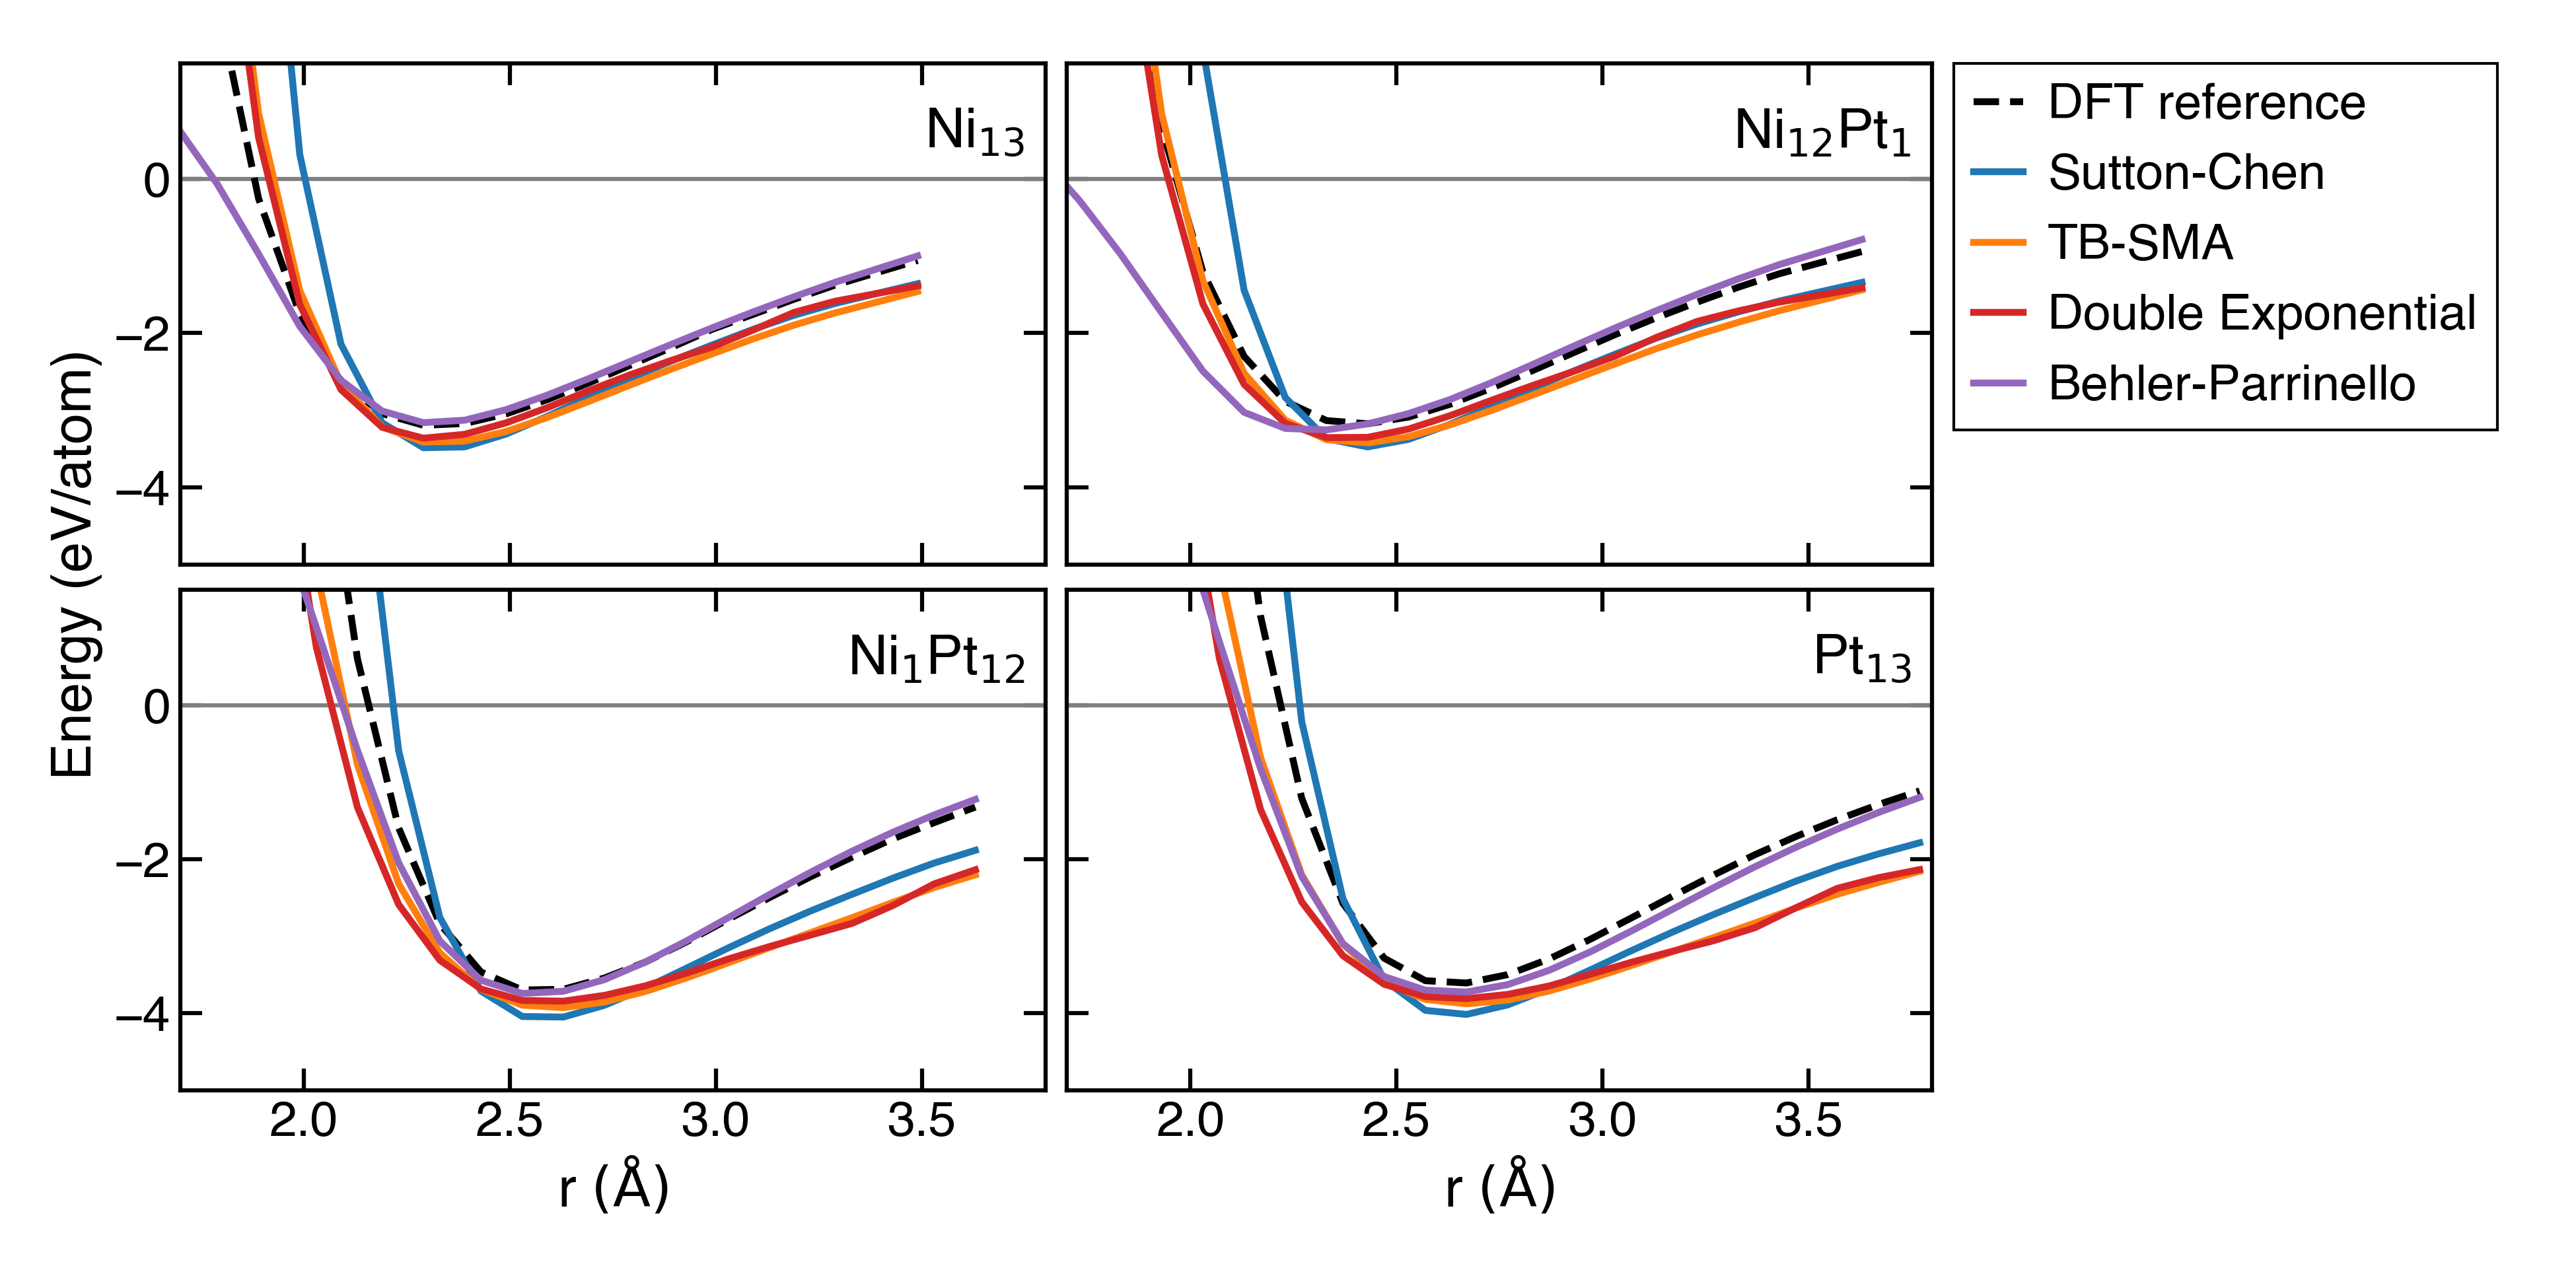 Energy (eV/atom)
0
−2
−4
Ni₁₃
Ni₁₂Pt₁
DFT reference
Sutton-Chen
TB-SMA
Double Exponential
Behler-Parrinello
0
−2
−4
Ni₁Pt₁₂
Pt₁₃
2.0 2.5 3.0 3.5
2.0 2.5 3.0 3.5
r (Å)
r (Å)